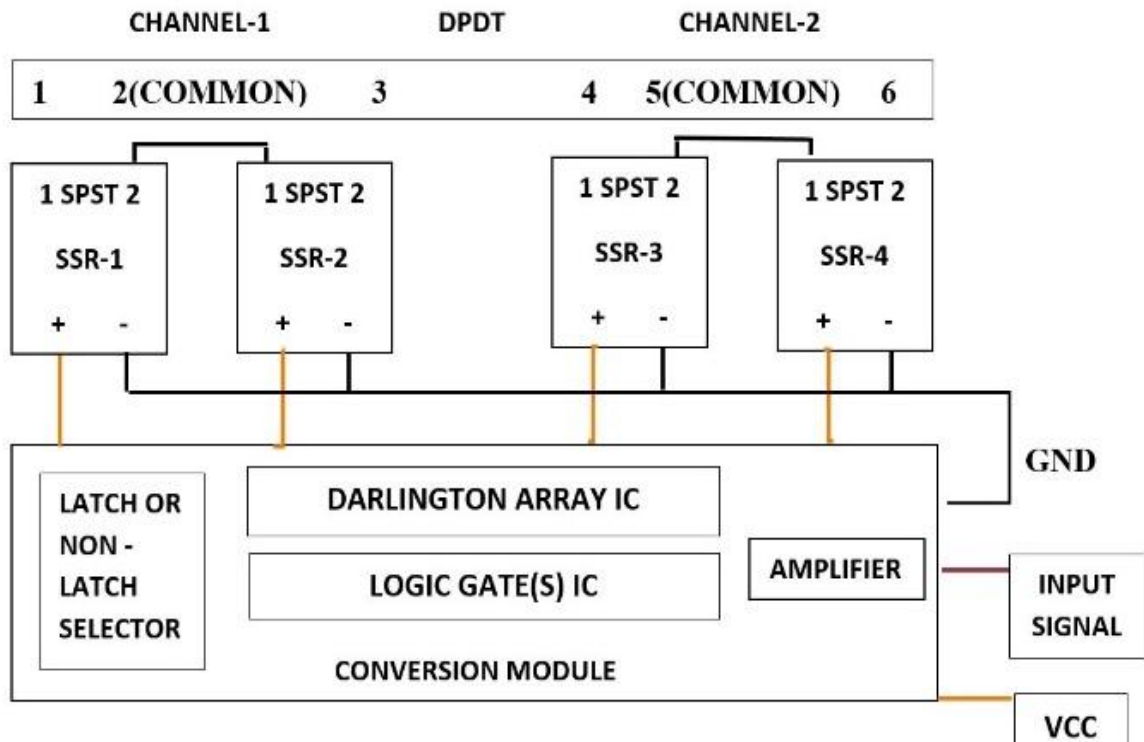 CHANNEL-1 DPDT CHANNEL-2
1 2(COMMON) 3 4 5(COMMON) 6
1 SPST 2
SSR-1
+ -
1 SPST 2
SSR-2
+ -
1 SPST 2
SSR-3
+ -
1 SPST 2
SSR-4
+ -
GND
LATCH OR
NON -
LATCH
SELECTOR
DARLINGTON ARRAY IC
LOGIC GATE(S) IC
AMPLIFIER
CONVERSION MODULE
INPUT
SIGNAL
VCC